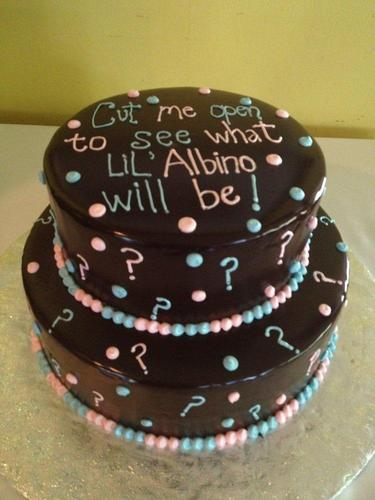 Cut me open
to see what
LiL' Albino
will be!
? ? ? ? ?
? ? ? ? ?